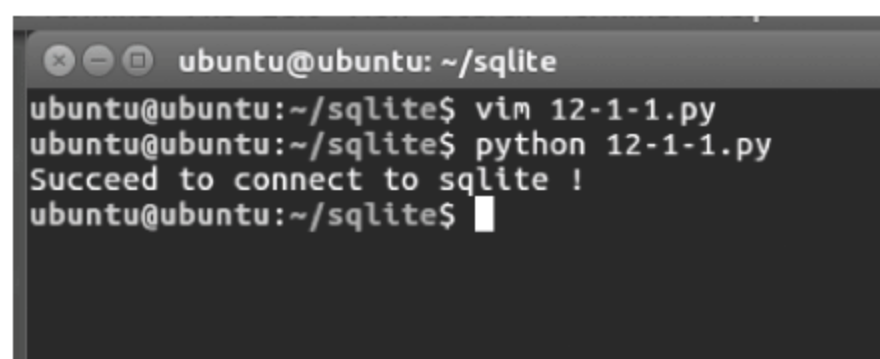 ubuntu@ubuntu: ~/sqlite
ubuntu@ubuntu:~/sqlite$ vim 12-1-1.py
ubuntu@ubuntu:~/sqlite$ python 12-1-1.py
Succeed to connect to sqlite !
ubuntu@ubuntu:~/sqlite$